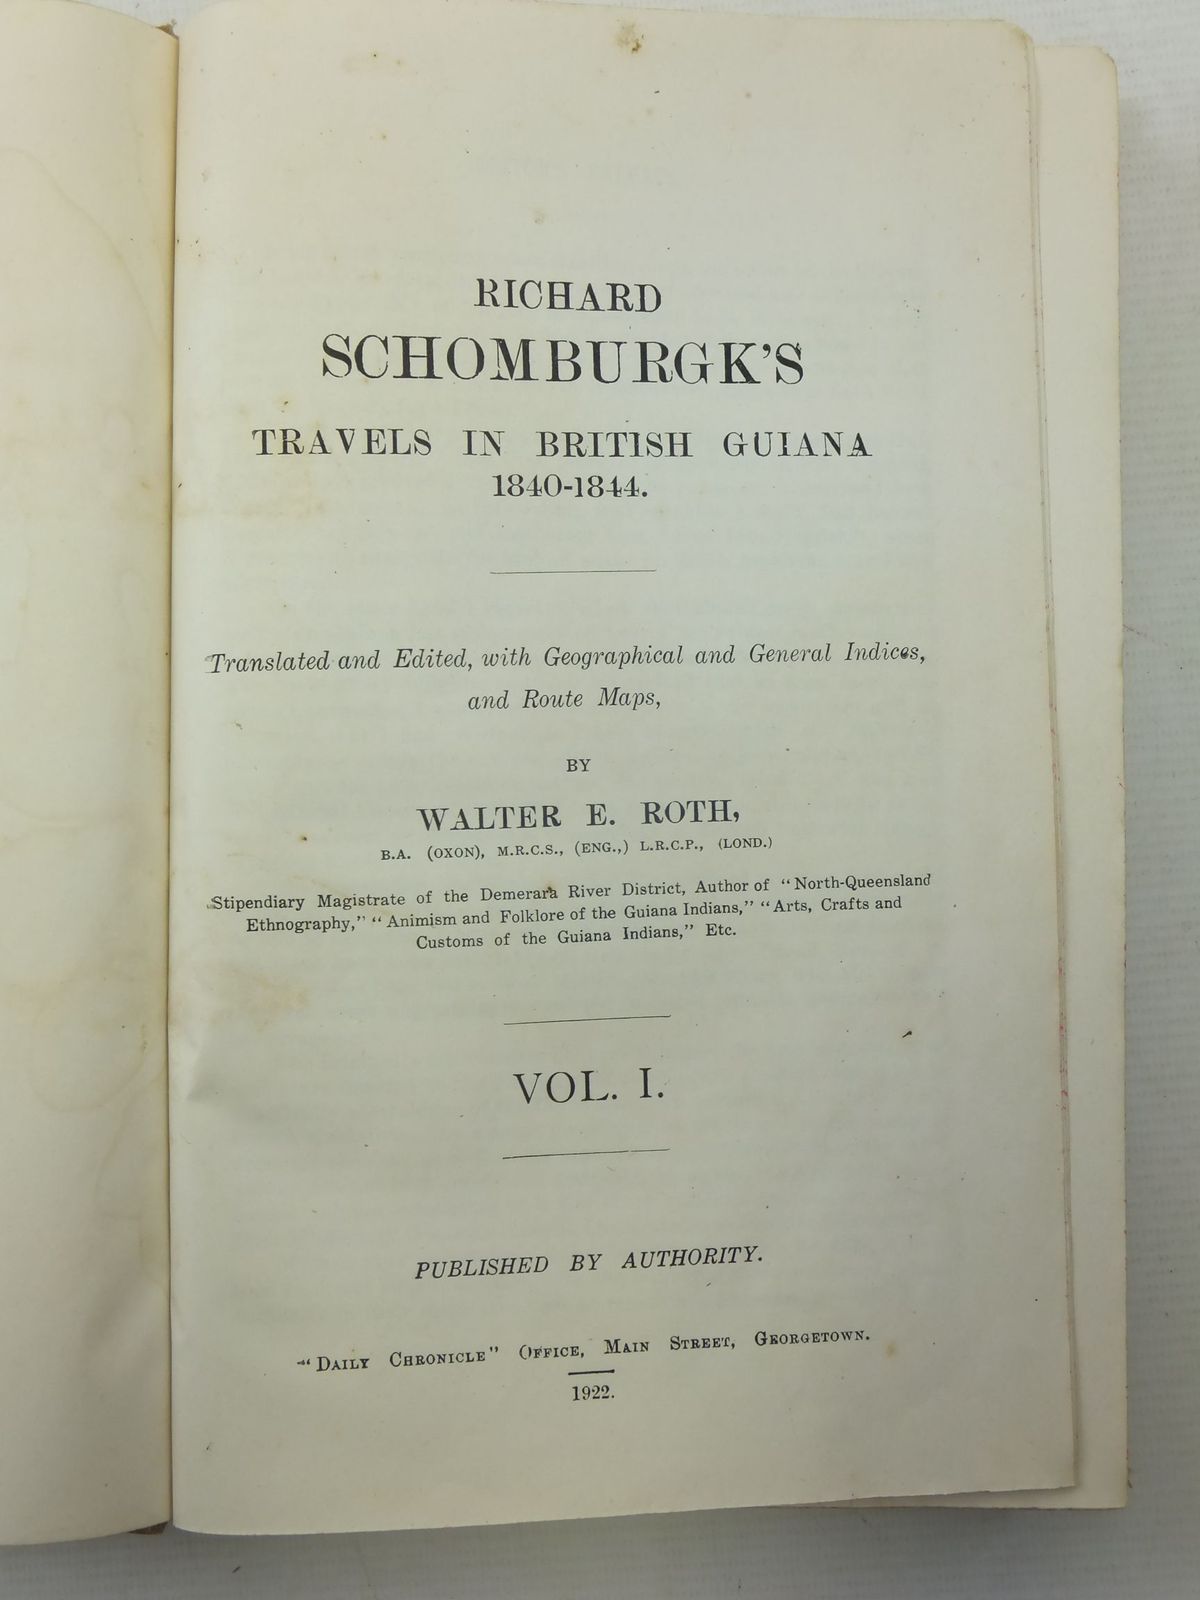 RICHARD
SCHOMBURGK'S
TRAVELS IN BRITISH GUIANA
1840-1844.
Translated and Edited, with Geographical and General Indices,
and Route Maps,
BY
WALTER E. ROTH,
B.A. (OXON), M.R.C.S., (ENG.,) L.R.C.P., (LOND.)
Stipendiary Magistrate of the Demerara River District, Author of "North-Queensland
Ethnography," "Animism and Folklore of the Guiana Indians," "Arts, Crafts and
Customs of the Guiana Indians," Etc.
VOL. I.
PUBLISHED BY AUTHORITY.
"DAILY CHRONICLE" OFFICE, MAIN STREET, GEORGETOWN.
1922.